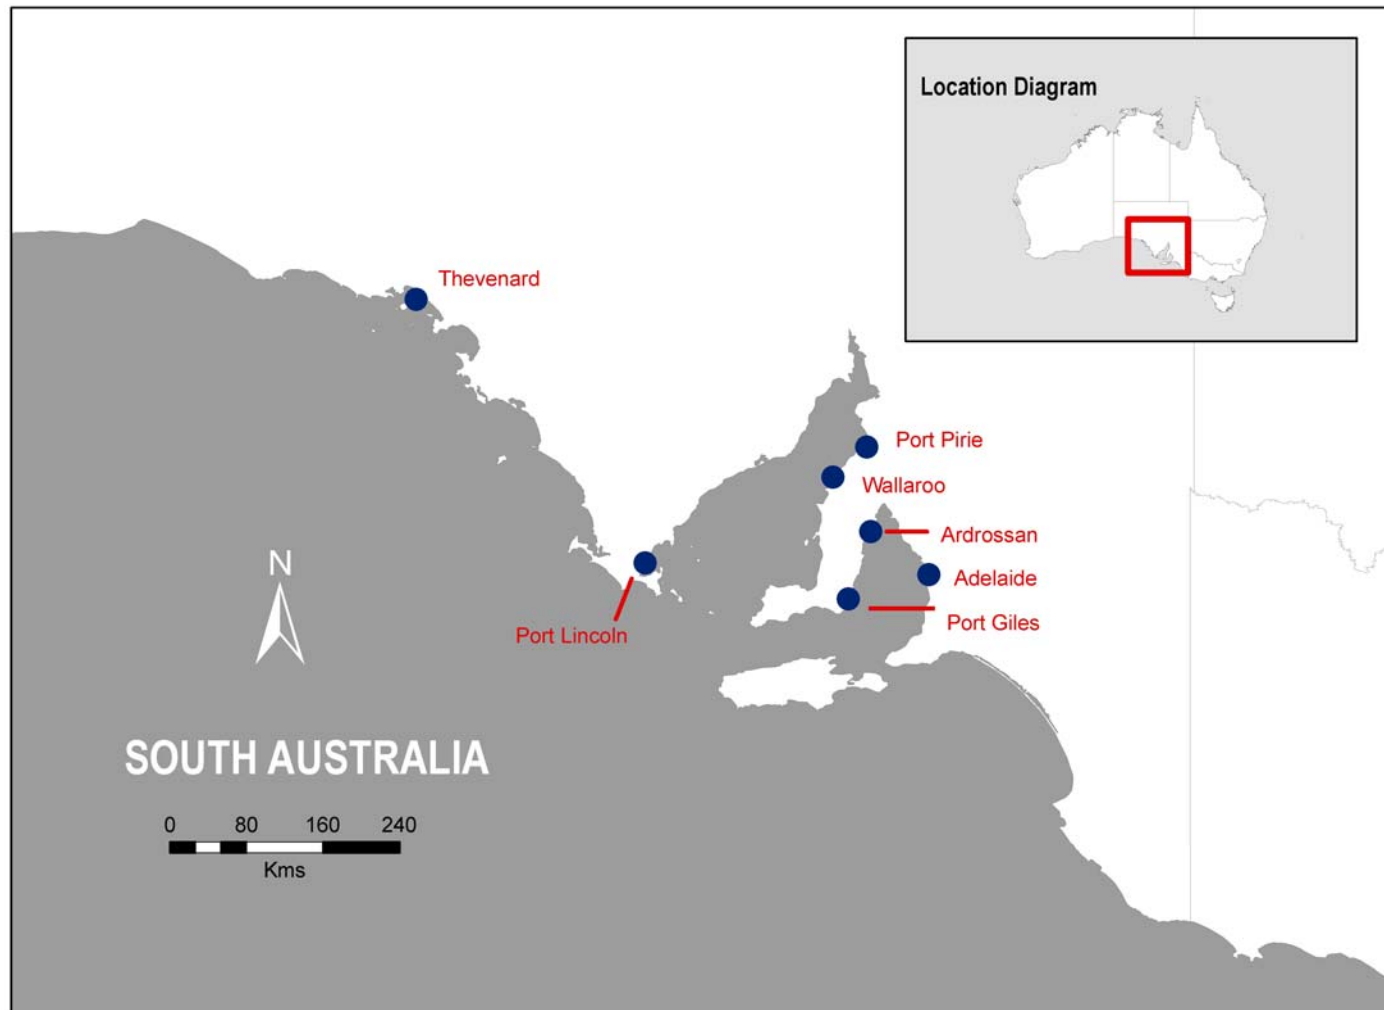 Location Diagram
Thevenard
Port Pirie
Wallaroo
Ardrossan
Adelaide
Port Giles
Port Lincoln
N
SOUTH AUSTRALIA
0 80 160 240
Kms